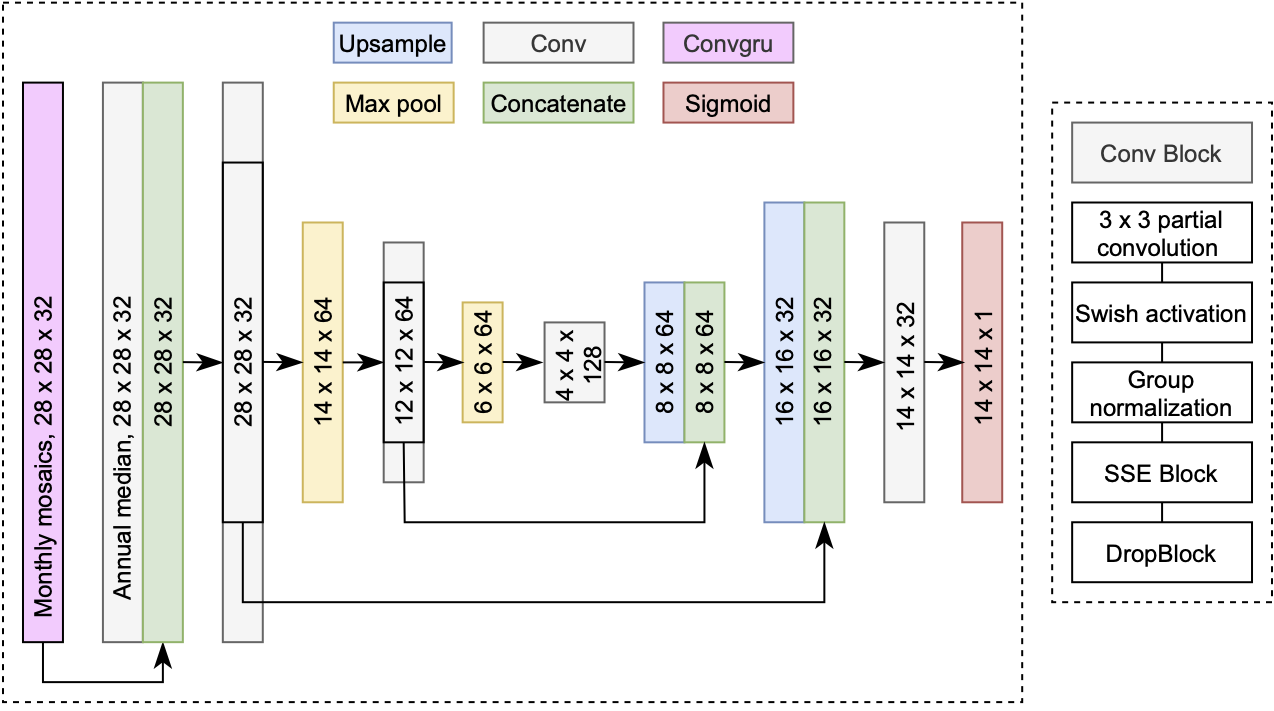 Upsample
Conv
Convgru
Max pool
Concatenate
Sigmoid
Monthly mosaics, 28 x 28 x 32
Annual median, 28 x 28 x 32
28 x 28 x 32
28 x 28 x 32
14 x 14 x 64
12 x 12 x 64
6 x 6 x 64
4 x 4 x
128
8 x 8 x 64
8 x 8 x 64
16 x 16 x 32
16 x 16 x 32
14 x 14 x 32
14 x 14 x 1
Conv Block
3 x 3 partial
convolution
Swish activation
Group
normalization
SSE Block
DropBlock